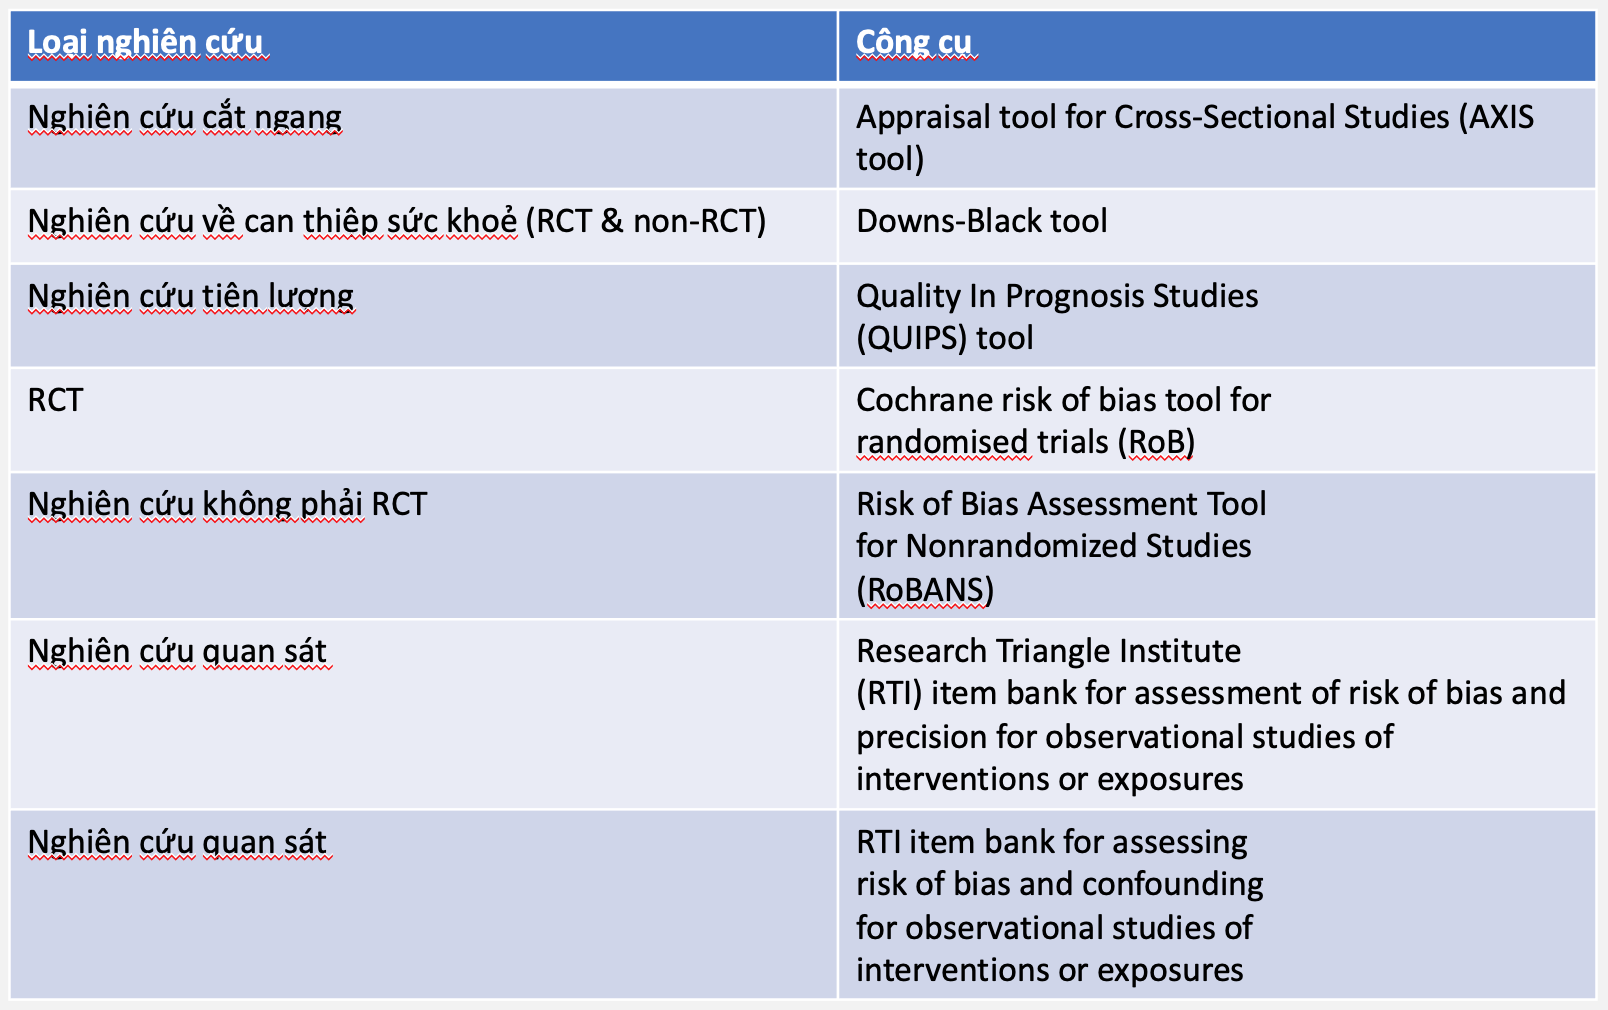 Loại nghiên cứu
Công cụ
Nghiên cứu cắt ngang
Appraisal tool for Cross-Sectional Studies (AXIS
tool)
Nghiên cứu về can thiệp sức khoẻ (RCT & non-RCT)
Downs-Black tool
Nghiên cứu tiên lượng
Quality In Prognosis Studies
(QUIPS) tool
RCT
Cochrane risk of bias tool for
randomised trials (RoB)
Nghiên cứu không phải RCT
Risk of Bias Assessment Tool
for Nonrandomized Studies
(RoBANS)
Nghiên cứu quan sát
Research Triangle Institute
(RTI) item bank for assessment of risk of bias and
precision for observational studies of
interventions or exposures
Nghiên cứu quan sát
RTI item bank for assessing
risk of bias and confounding
for observational studies of
interventions or exposures